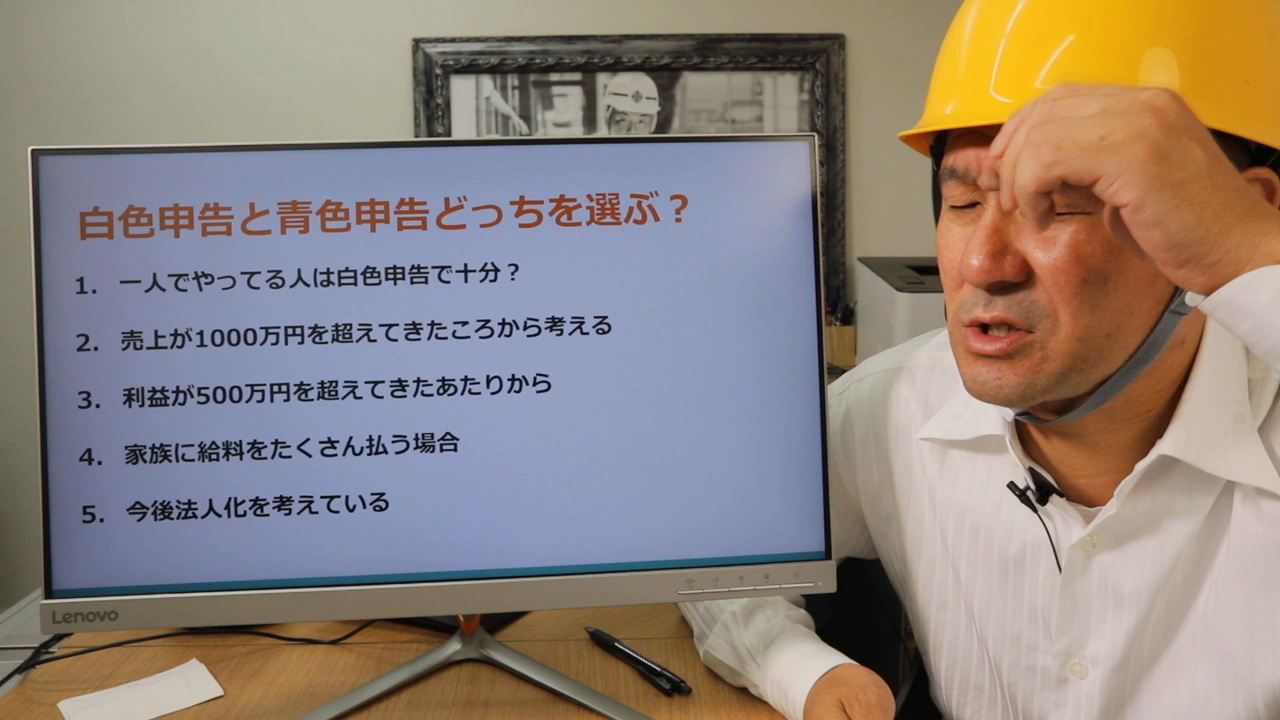 白色申告と青色申告どっちを選ぶ？
1. 一人でやってる人は白色申告で十分？
2. 売上が1000万円を超えてきたころから考える
3. 利益が500万円を超えてきたあたりから
4. 家族に給料をたくさん払う場合
5. 今後法人化を考えている
Lenovo